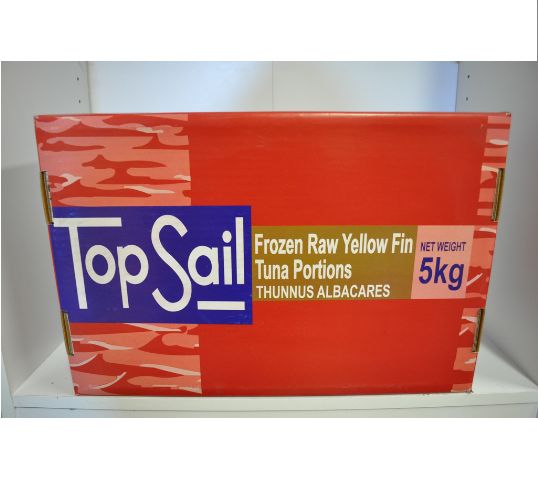 Top Sail
Frozen Raw Yellow Fin
Tuna Portions
THUNNUS ALBACARES
NET WEIGHT
5kg